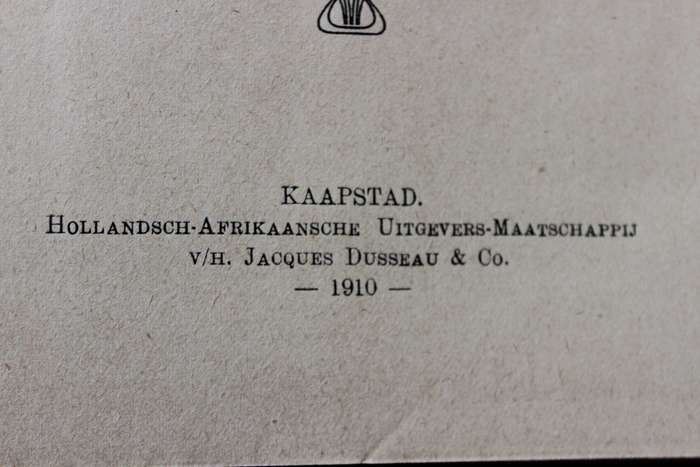 KAAPSTAD.
HOLLANDSCH-AFRIKAANSCHE UITGEVERS-MAATSCHAPPIJ
V/H. JACQUES DUSSEAU & CO.
— 1910 —